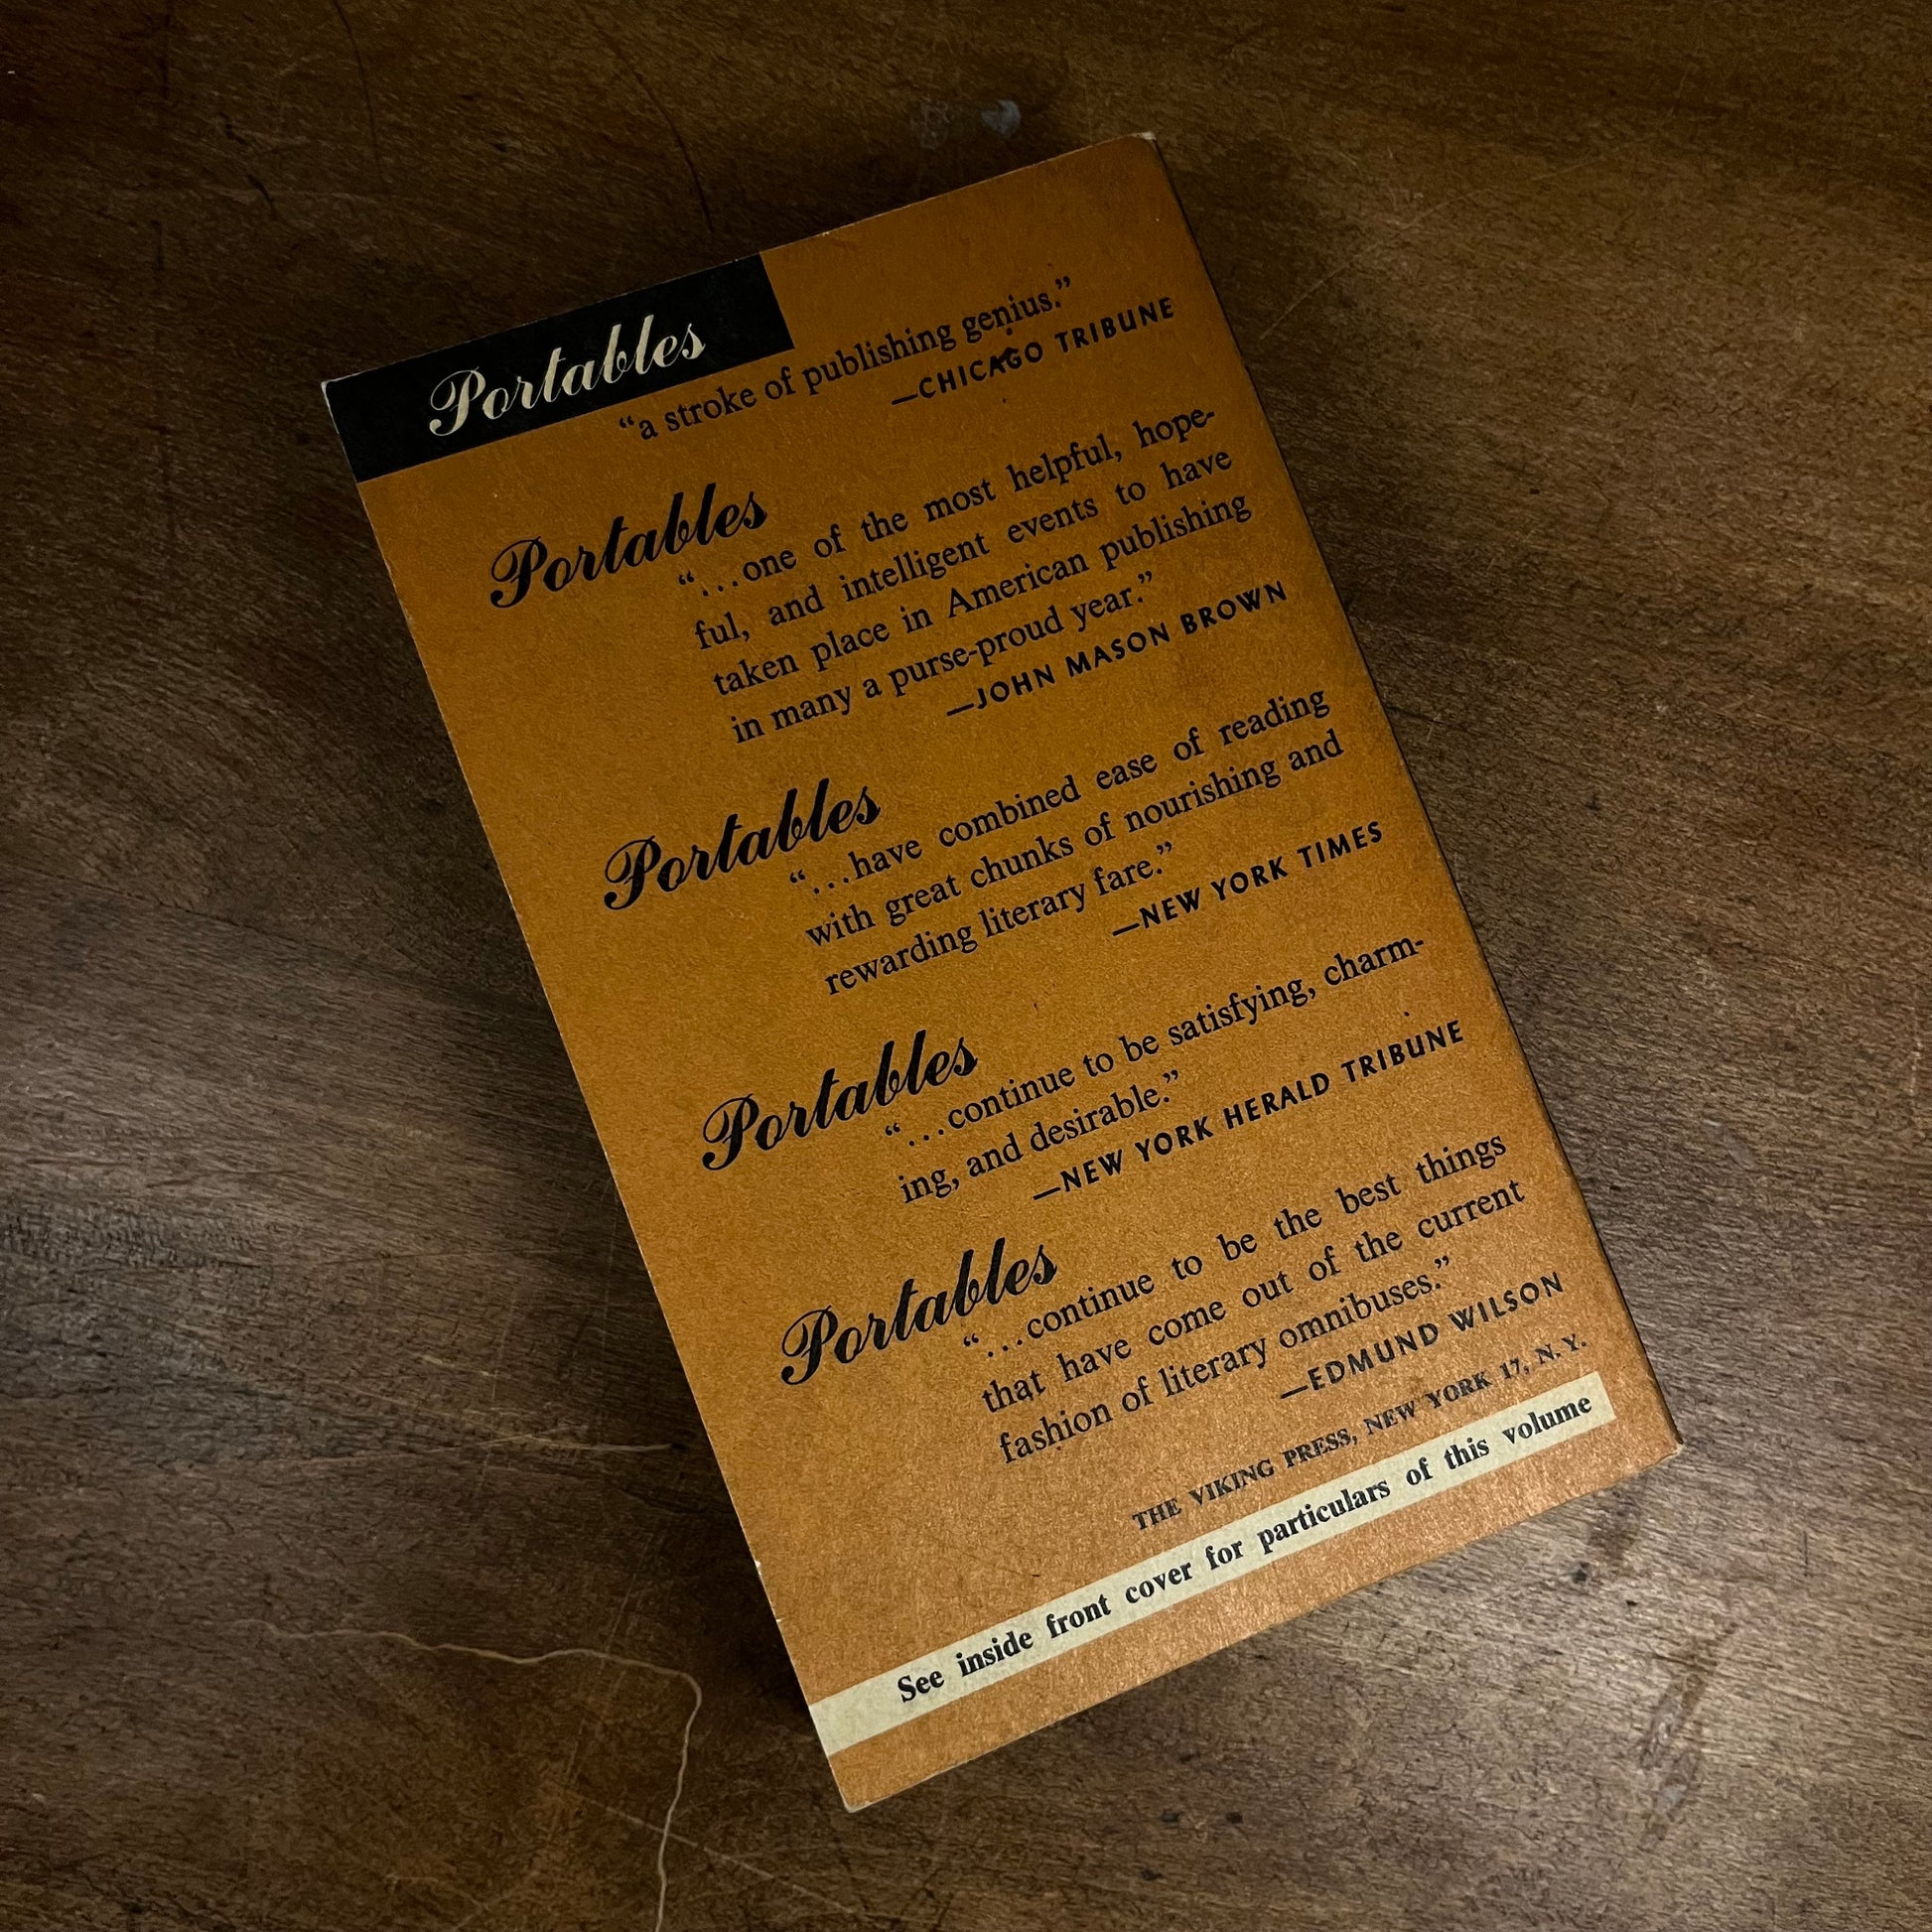 Portables
“a stroke of publishing genius.”
—CHICAGO TRIBUNE
Portables
“...one of the most helpful, hope-
ful, and intelligent events to have
taken place in American publishing
in many a purse-proud year.”
—JOHN MASON BROWN
Portables
“...have combined ease of reading
with great chunks of nourishing and
rewarding literary fare.”
—NEW YORK TIMES
Portables
“...continue to be satisfying, charm-
ing, and desirable.”
—NEW YORK HERALD TRIBUNE
Portables
“...continue to be the best things
that have come out of the current
fashion of literary omnibuses.”
—EDMUND WILSON
THE VIKING PRESS, NEW YORK 17, N. Y.
See inside front cover for particulars of this volume